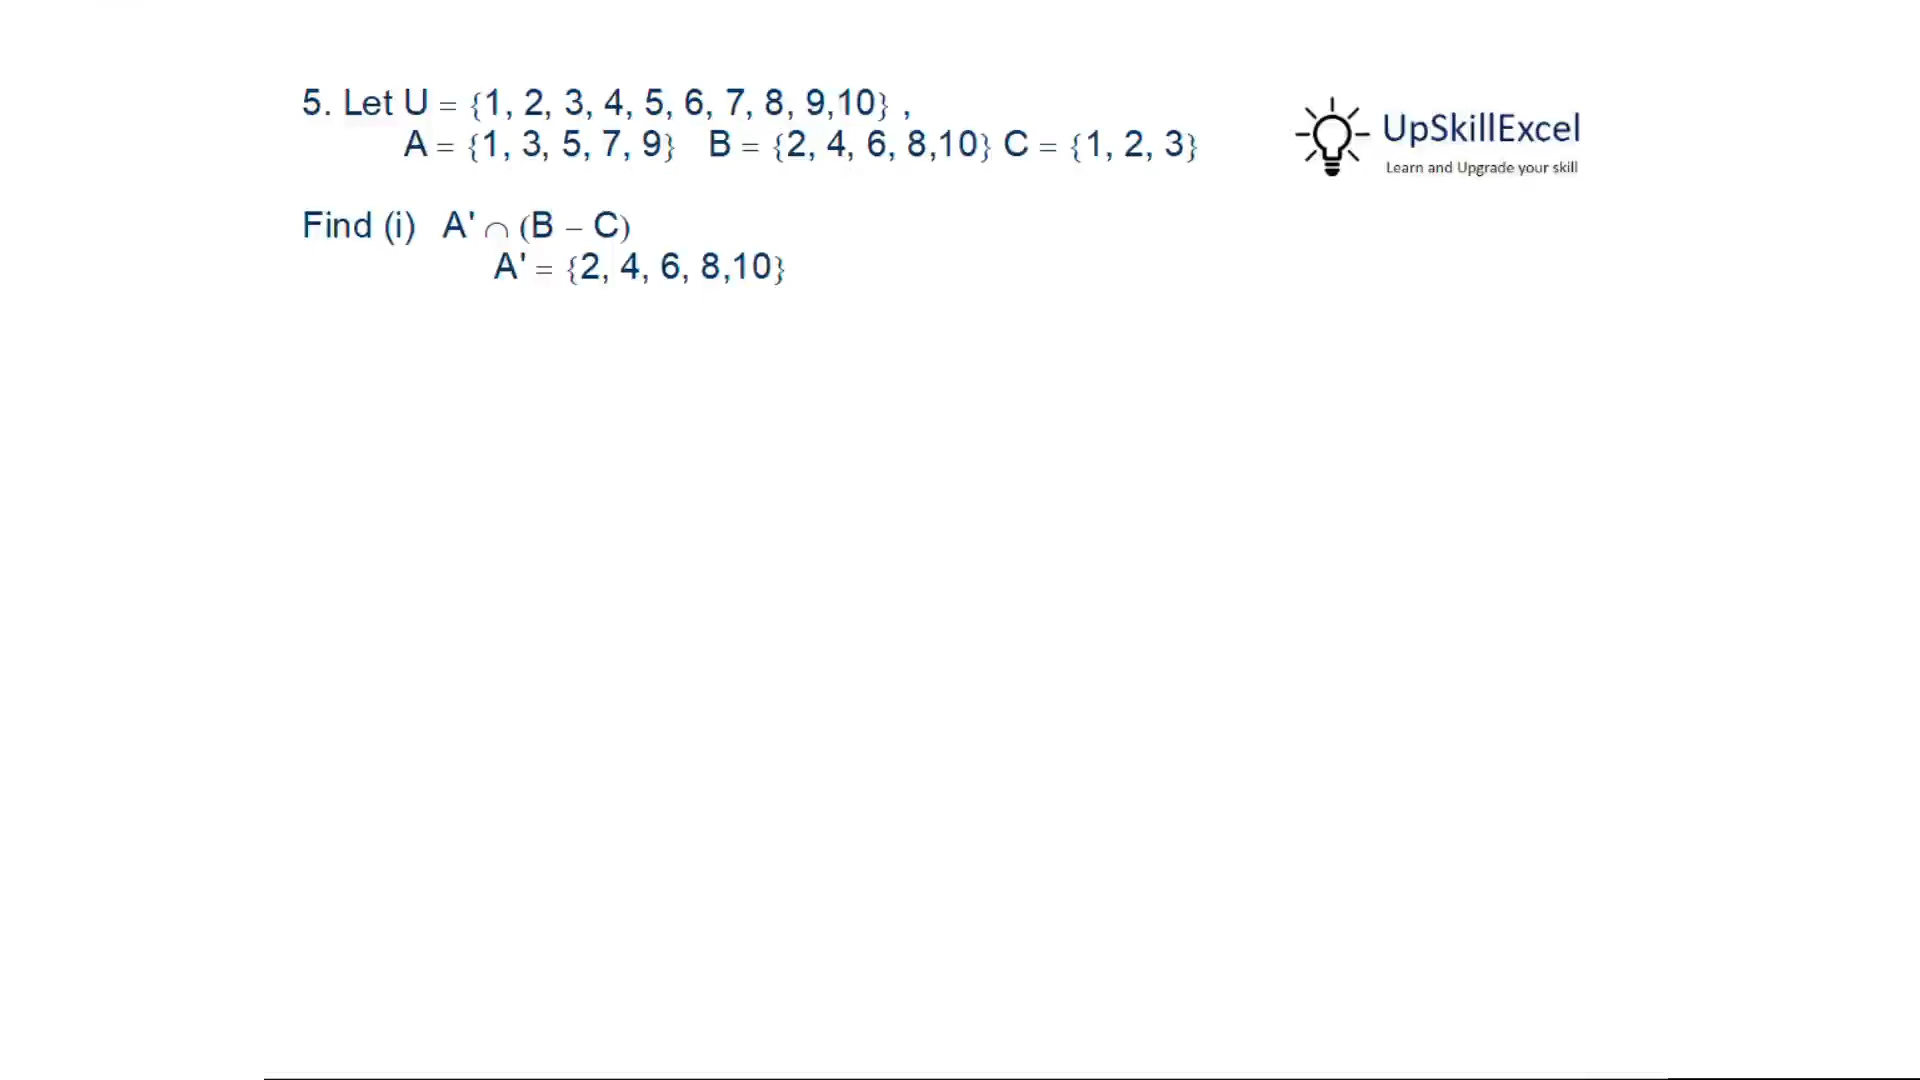 5. Let U = {1, 2, 3, 4, 5, 6, 7, 8, 9,10} ,
A = {1, 3, 5, 7, 9} B = {2, 4, 6, 8,10} C = {1, 2, 3}
UpSkillExcel
Learn and Upgrade your skill
Find (i) A' ∩ (B – C)
A' = {2, 4, 6, 8,10}